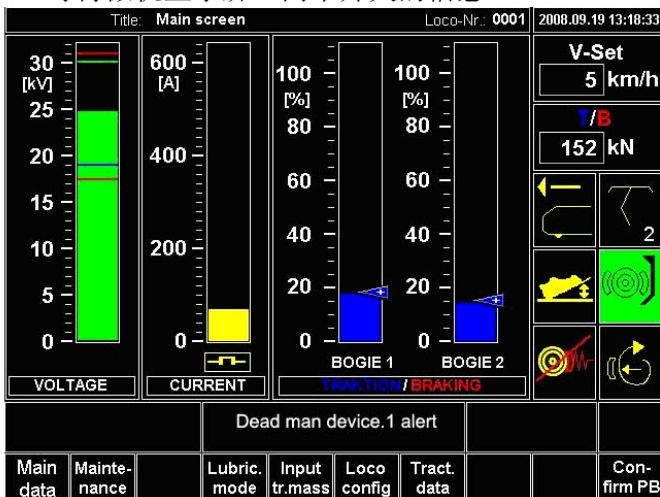 Title: Main screen Loco-Nr.: 0001 2008.09.19 13:18:33
30
[kV]
25
20
15
10
5
0
VOLTAGE
600
[A]
400
200
0
CURRENT
100
[%]
80
60
40
20
0
BOGIE 1
100
[%]
80
60
40
20
0
BOGIE 2
TRAKTION/BRAKING
V-Set
5 km/h
T/B
152 kN
2
Dead man device.1 alert
Main data
Mainte-
nance
Lubric.
mode
Input
tr.mass
Loco
config
Tract.
data
Con-
firm PB